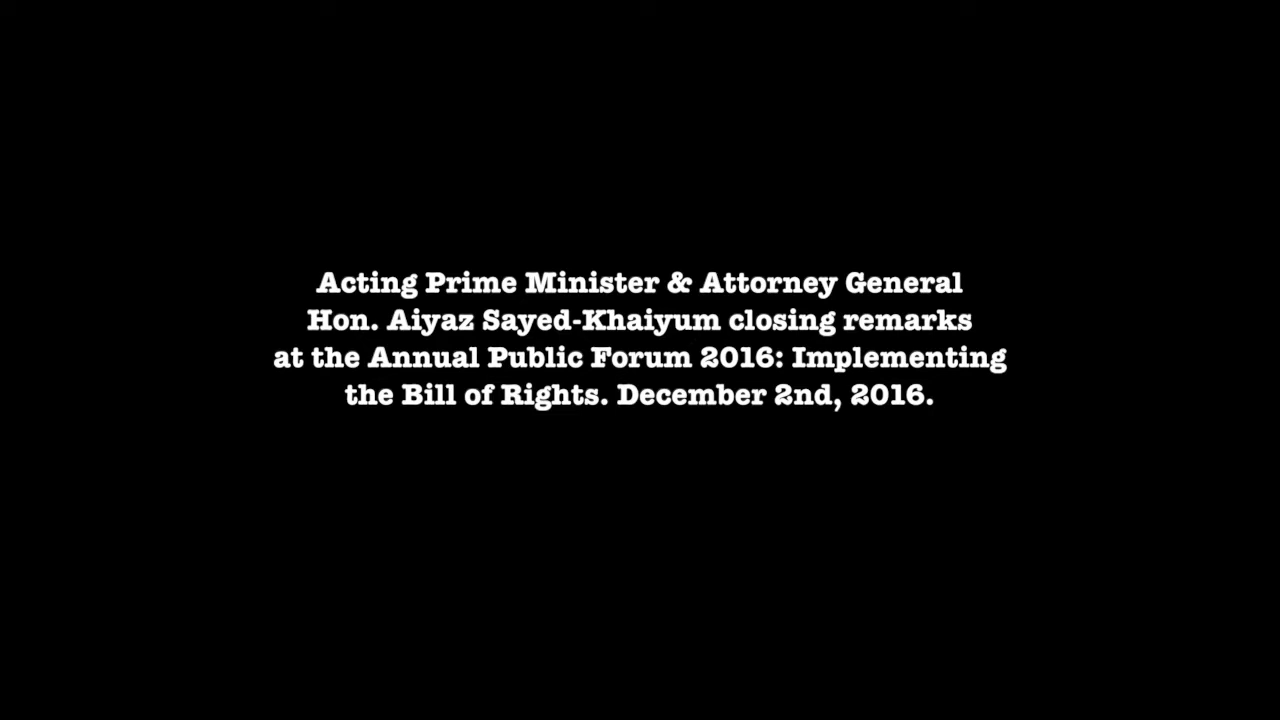 Acting Prime Minister & Attorney General
Hon. Aiyaz Sayed-Khaiyum closing remarks
at the Annual Public Forum 2016: Implementing
the Bill of Rights. December 2nd, 2016.